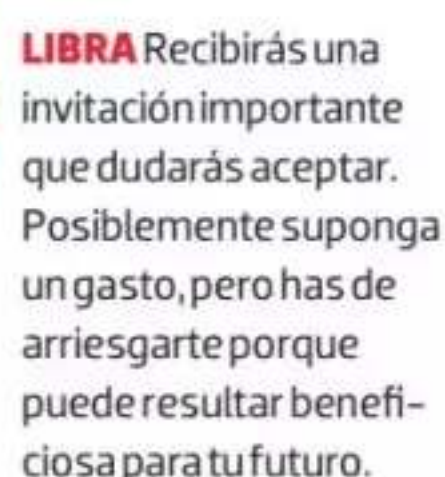 LIBRA Recibirás una
invitación importante
que dudarás aceptar.
Posiblemente suponga
un gasto, pero has de
arriesgarte porque
puede resultar benefi-
ciosa para tu futuro.